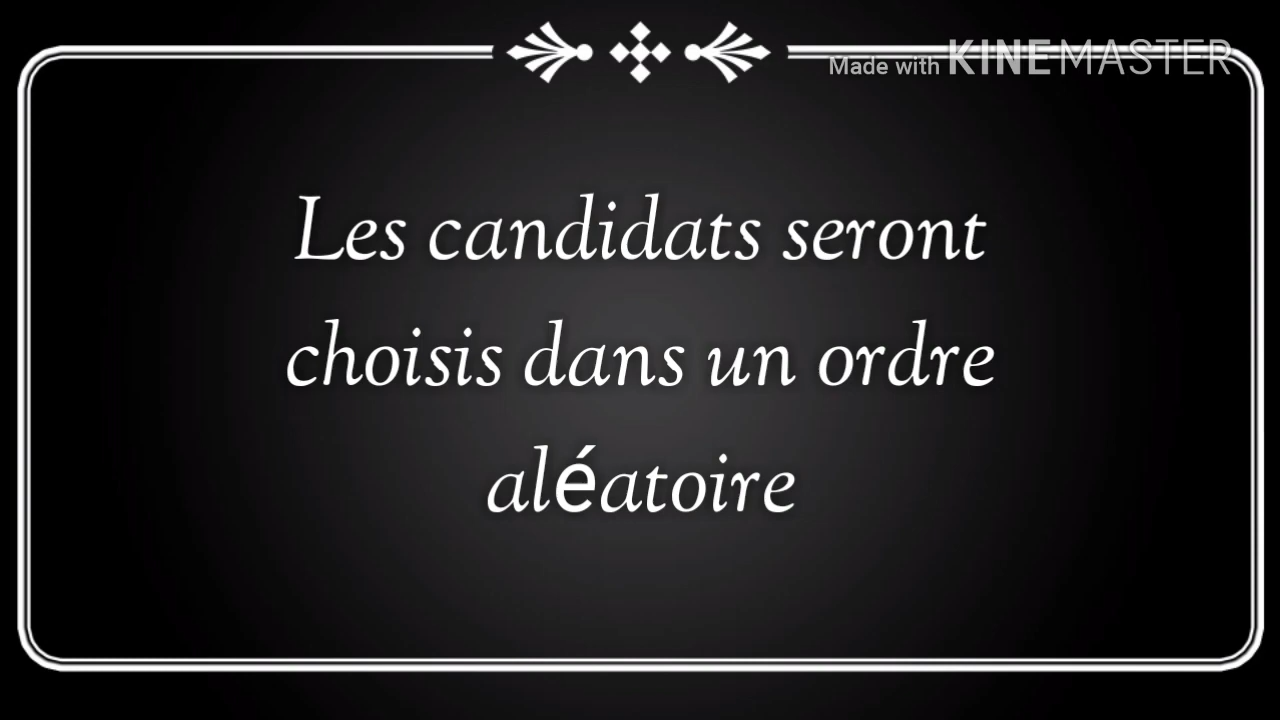 Made with KINEMASTER
Les candidats seront
choisis dans un ordre
aléatoire